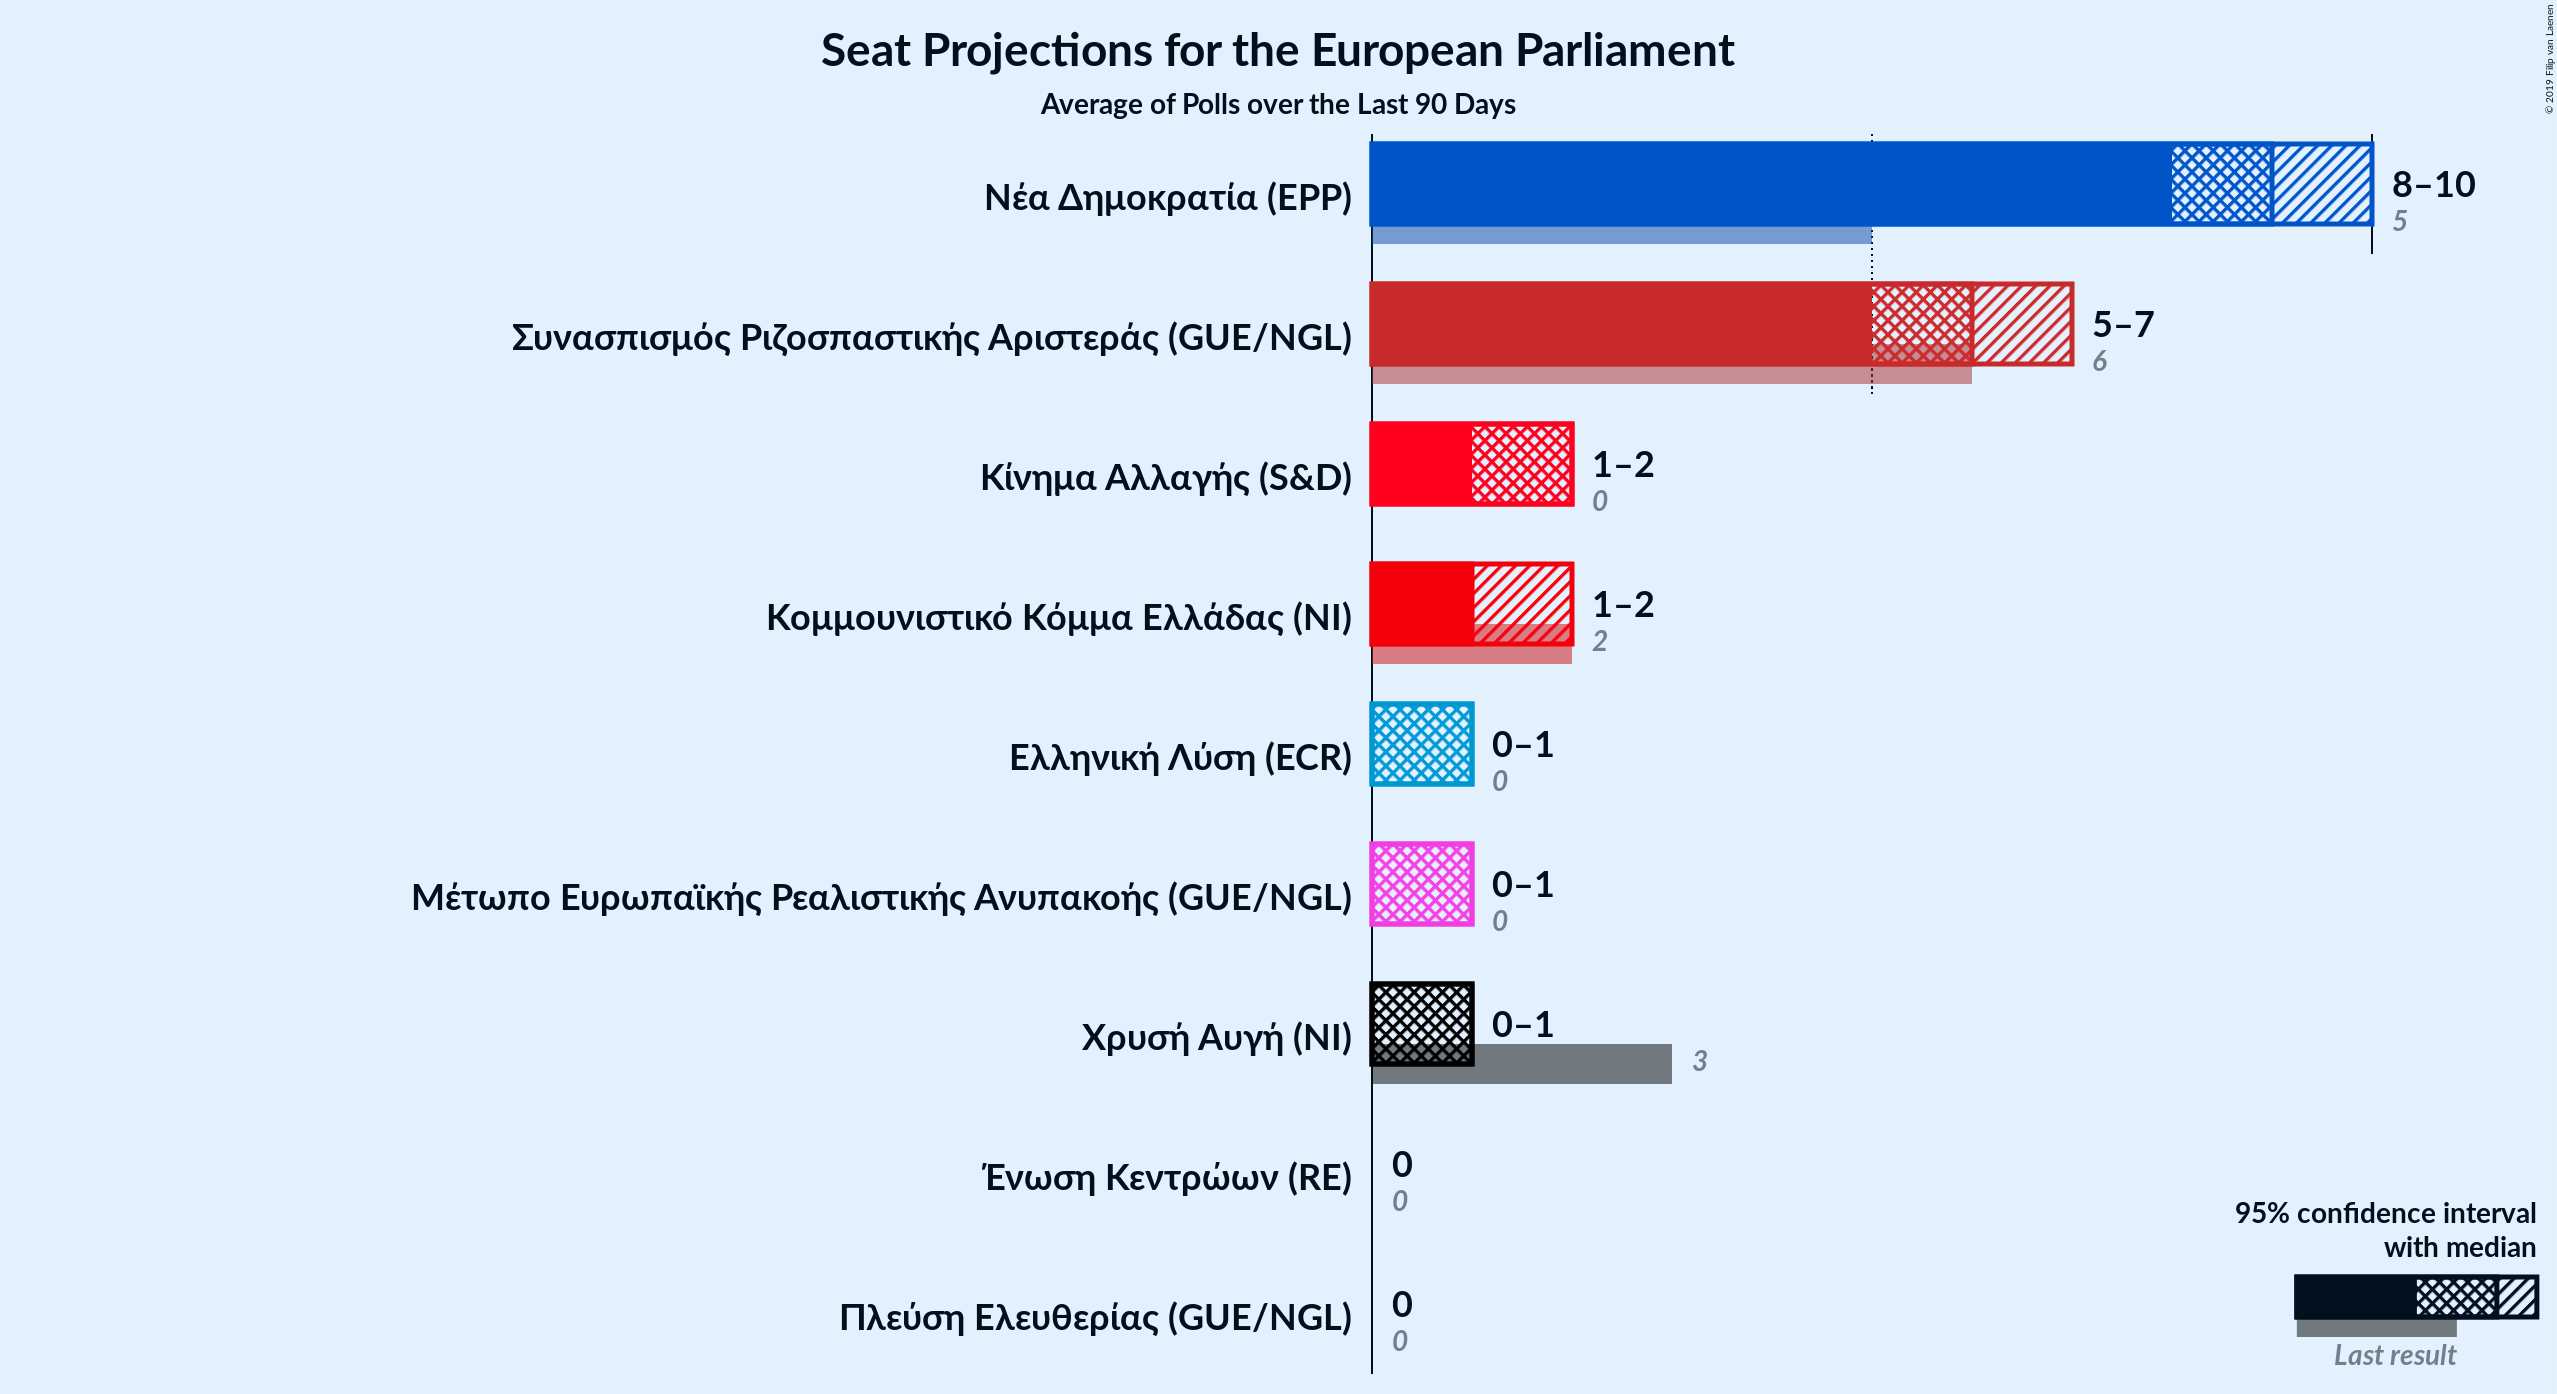 Seat Projections for the European Parliament
Average of Polls over the Last 90 Days
© 2019 Filip van Laenen
Νέα Δημοκρατία (EPP)
8–10
5
Συνασπισμός Ριζοσπαστικής Αριστεράς (GUE/NGL)
5–7
6
Κίνημα Αλλαγής (S&D)
1–2
0
Κομμουνιστικό Κόμμα Ελλάδας (NI)
1–2
2
Ελληνική Λύση (ECR)
0–1
0
Μέτωπο Ευρωπαϊκής Ρεαλιστικής Ανυπακοής (GUE/NGL)
0–1
0
Χρυσή Αυγή (NI)
0–1
3
Ένωση Κεντρώων (RE)
0
0
Πλεύση Ελευθερίας (GUE/NGL)
0
0
95% confidence interval
with median
Last result